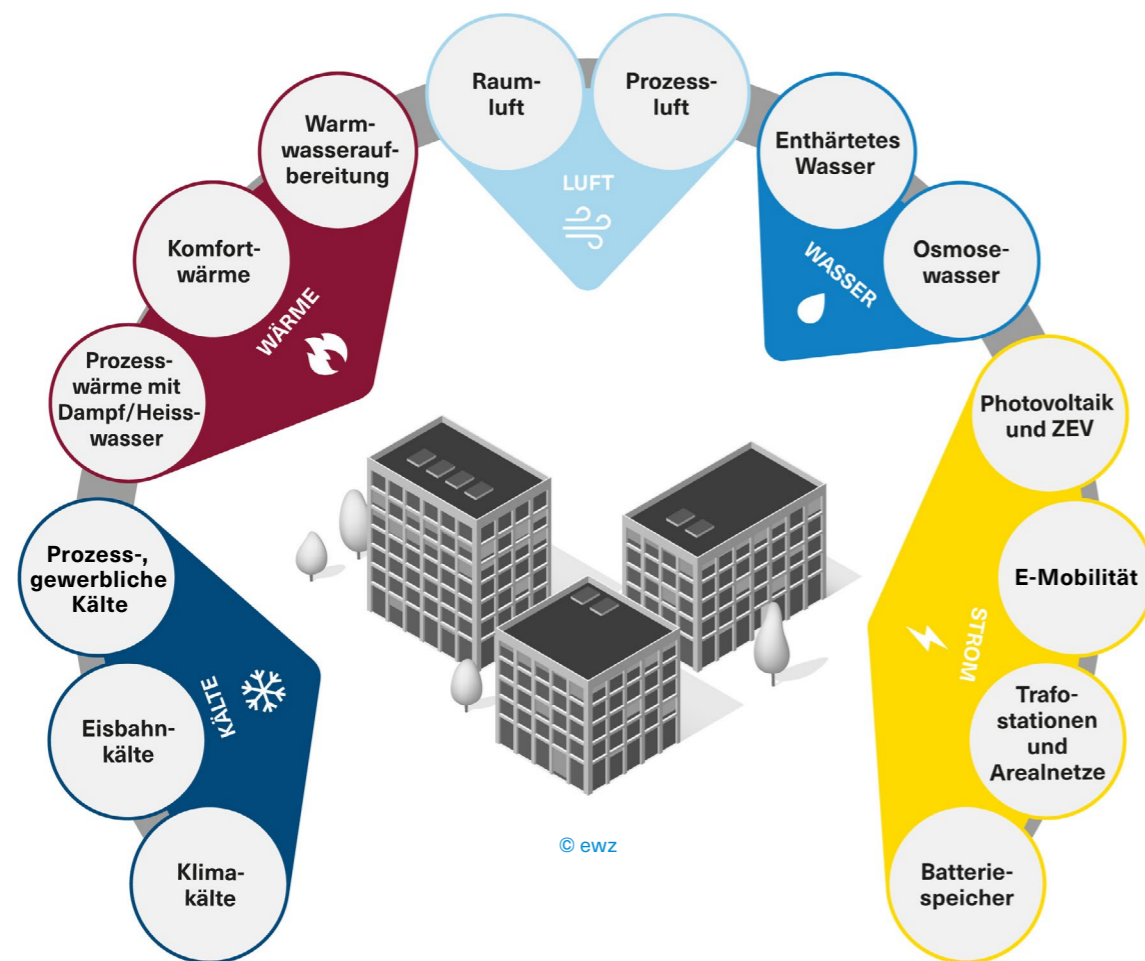 Raum-
luft
Prozess-
luft
LUFT
Warm-
wasserauf-
bereitung
Komfort-
wärme
Prozess-
wärme mit
Dampf/Heiss-
wasser
WÄRME
Enthärtetes
Wasser
Osmose-
wasser
WASSER
Photovoltaik
und ZEV
E-Mobilität
Trafo-
stationen
und
Arealnetze
Batterie-
speicher
STROM
Prozess-,
gewerbliche
Kälte
Eisbahn-
kälte
Klima-
kälte
KÄLTE
© ewz